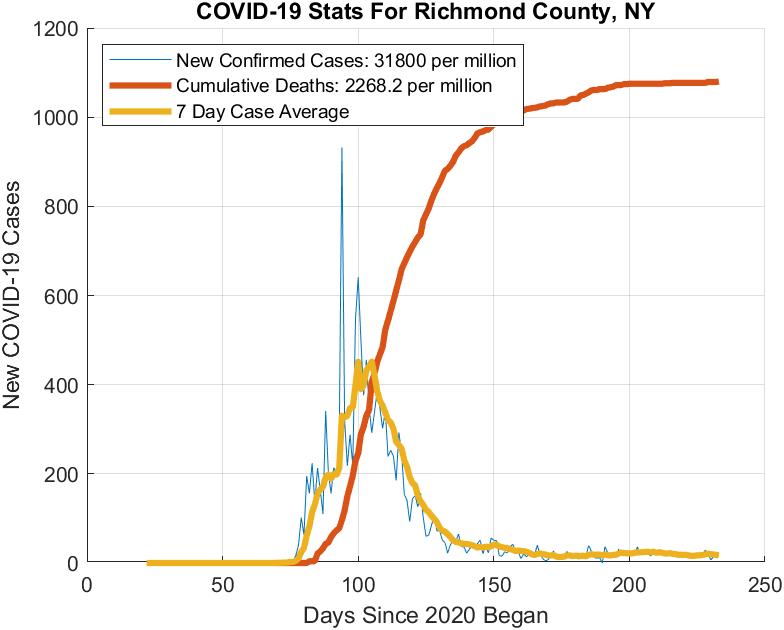 COVID-19 Stats For Richmond County, NY
1200
1000
800
600
400
200
0
New COVID-19 Cases
New Confirmed Cases: 31800 per million
Cumulative Deaths: 2268.2 per million
7 Day Case Average
0 50 100 150 200 250
Days Since 2020 Began